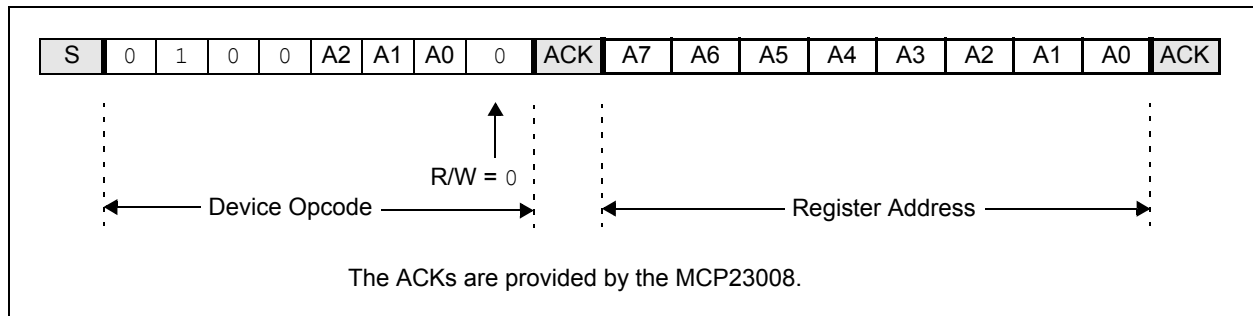 S 0 1 0 0 A2 A1 A0 0 ACK A7 A6 A5 A4 A3 A2 A1 A0 ACK
R/W = 0
Device Opcode Register Address
The ACKs are provided by the MCP23008.